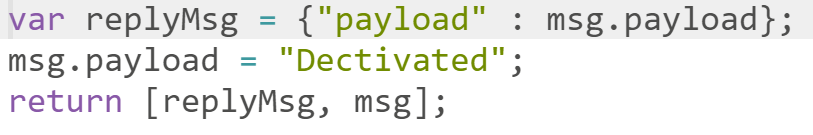 var replyMsg = {"payload" : msg.payload};
msg.payload = "Dectivated";
return [replyMsg, msg];